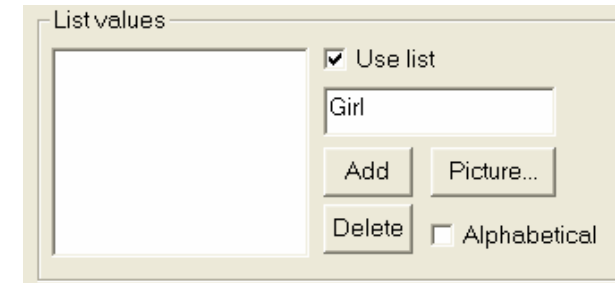 List values
Use list
Girl
Add Picture...
Delete Alphabetical